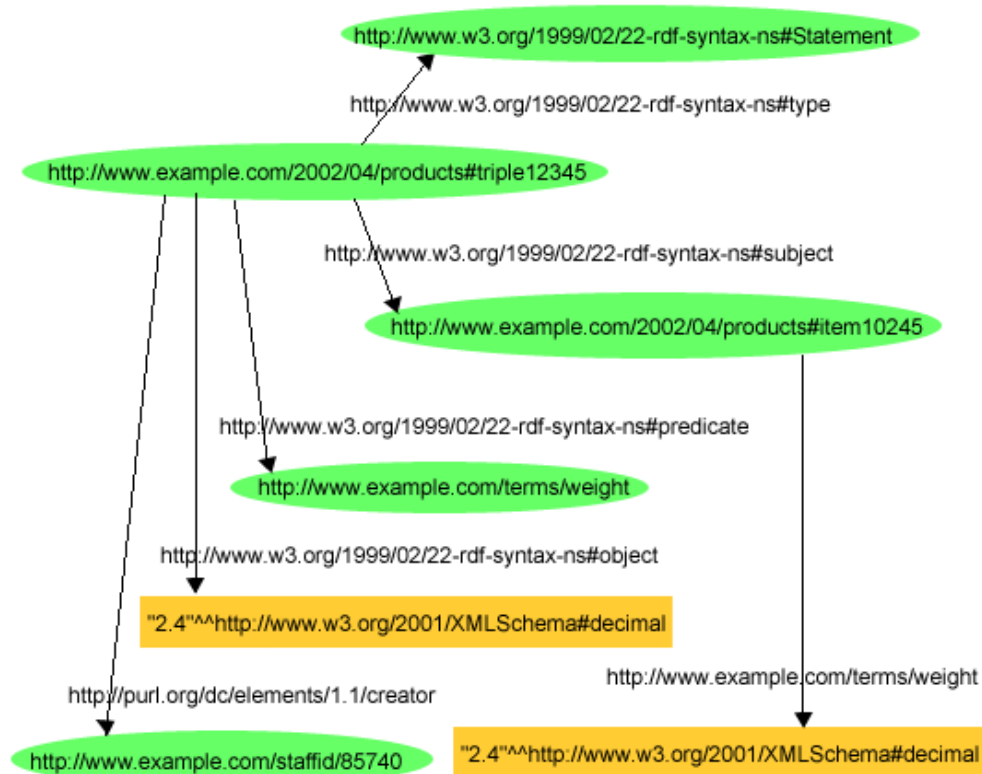 http://www.w3.org/1999/02/22-rdf-syntax-ns#Statement
http://www.w3.org/1999/02/22-rdf-syntax-ns#type
http://www.example.com/2002/04/products#triple12345
http://www.w3.org/1999/02/22-rdf-syntax-ns#subject
http://www.example.com/2002/04/products#item10245
http://www.w3.org/1999/02/22-rdf-syntax-ns#predicate
http://www.example.com/terms/weight
http://www.w3.org/1999/02/22-rdf-syntax-ns#object
"2.4"^^http://www.w3.org/2001/XMLSchema#decimal
http://www.example.com/terms/weight
http://purl.org/dc/elements/1.1/creator
http://www.example.com/staffid/85740
"2.4"^^http://www.w3.org/2001/XMLSchema#decimal